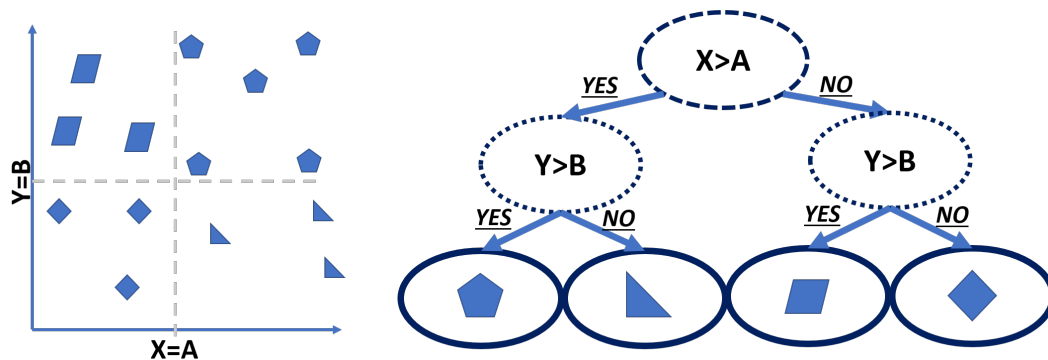 Y=B
X=A
X>A
YES
NO
Y>B
Y>B
YES
NO
YES
NO